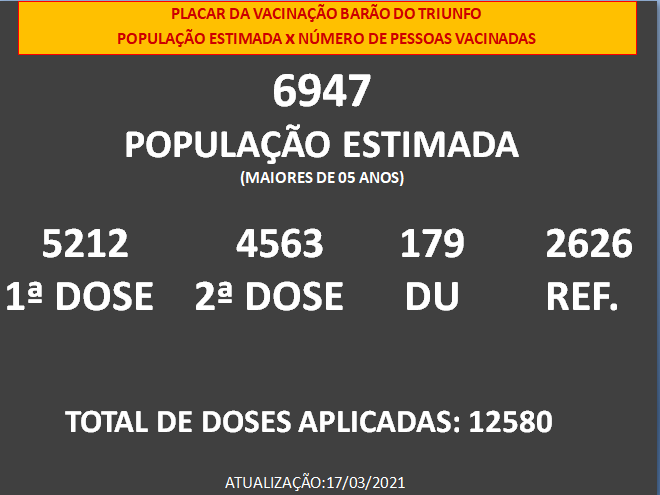 PLACAR DA VACINAÇÃO BARÃO DO TRIUNFO
POPULAÇÃO ESTIMADA X NÚMERO DE PESSOAS VACINADAS
6947
POPULAÇÃO ESTIMADA
(MAIORES DE 05 ANOS)
5212 4563 179 2626
1ª DOSE 2ª DOSE DU REF.
TOTAL DE DOSES APLICADAS: 12580
ATUALIZAÇÃO:17/03/2021